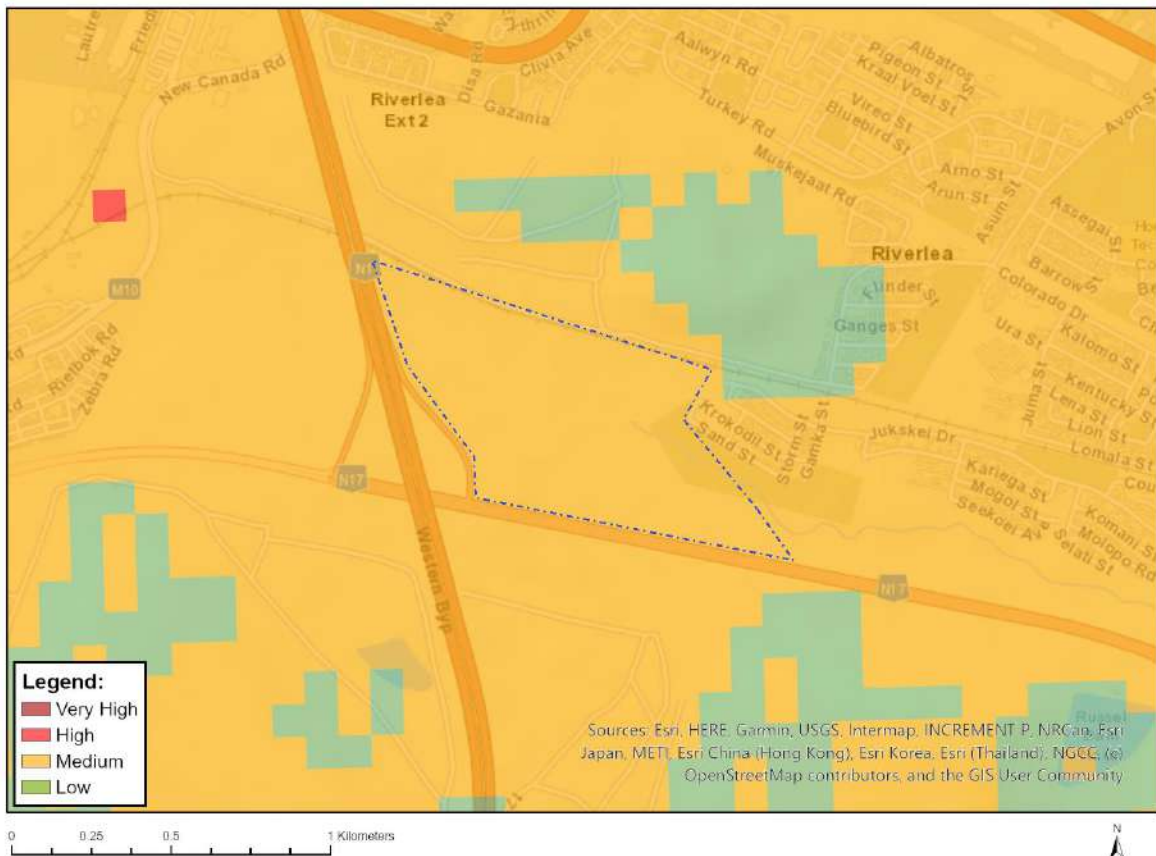 Lautre
Friedr
New Canada Rd
Disa Rd
Clivia Ave
Gazania
Riverlea
Ext 2
Aalwyn Rd
Turkey Rd
Muskejaat Rd
Albatros St
Pigeon St
Kraal Voel St
Vireo St
Bluebird St
Avon S
Arno St
Arun St
Asum St
Assegai St
Riverlea
Barrow St
Colorado Dr
Ganges St
Ura St
Kalomo St
Juma St
Kentucky St
Lena St
Lion St
Lomala St
M10
Rietbok Rd
Zebra Rd
N17
Western Byp
Krokodil St
Sand St
Storm St
Gamka St
Jukskei Dr
Kariega St
Mogol St
Seekoei Av
Selati St
Komani St
Molopo Rd
N17
Russel
Legend:
Very High
High
Medium
Low
Sources: Esri, HERE, Garmin, USGS, Intermap, INCREMENT P, NRCan, Esri
Japan, METI, Esri China (Hong Kong), Esri Korea, Esri (Thailand), NGCC, (c)
OpenStreetMap contributors, and the GIS User Community
0 0.25 0.5 1 Kilometers
N